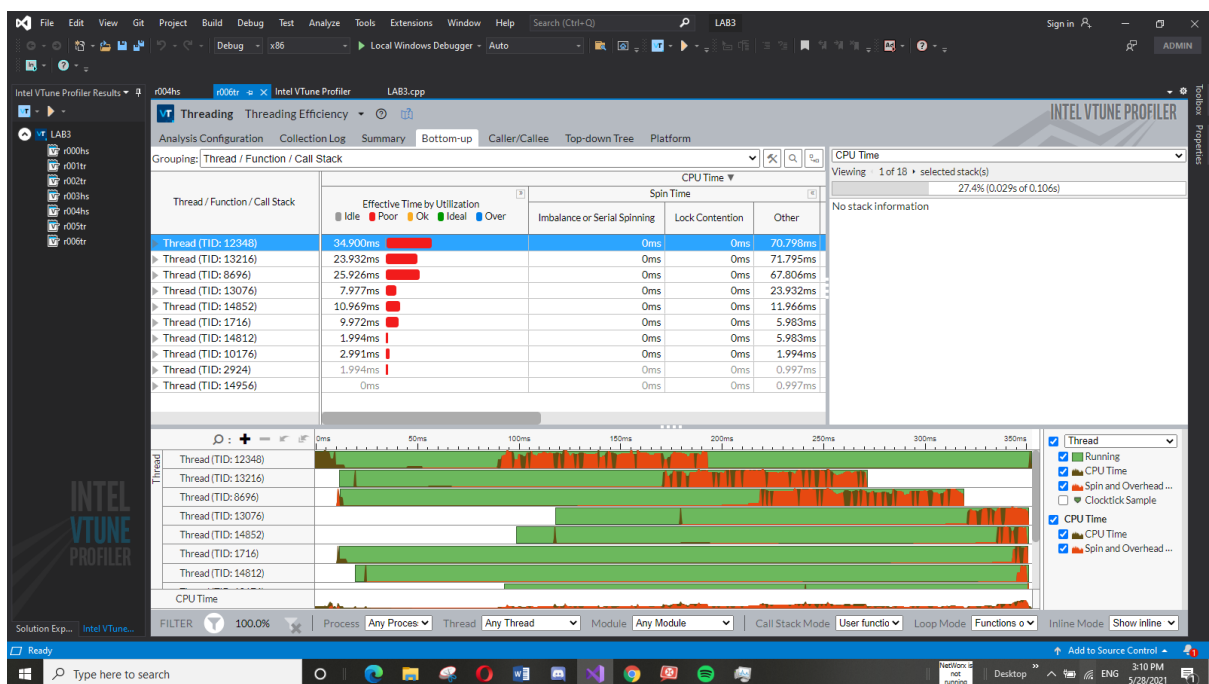 File Edit View Git Project Build Debug Test Analyze Tools Extensions Window Help Search (Ctrl+Q) LAB3 Sign in
Debug x86 Local Windows Debugger Auto ADMIN
Intel VTune Profiler Results r004hs r006tr Intel VTune Profiler LAB3.cpp
Toolbox
Properties
VT Threading Threading Efficiency INTEL VTUNE PROFILER
LAB3
r000hs
r001tr
r002tr
r003hs
r004hs
r005tr
r006tr
Analysis Configuration Collection Log Summary Bottom-up Caller/Callee Top-down Tree Platform
Grouping: Thread / Function / Call Stack
CPU Time
Viewing 1 of 18 selected stack(s)
27.4% (0.029s of 0.106s)
No stack information
CPU Time
Thread / Function / Call Stack Effective Time by Utilization Spin Time
Idle Poor Ok Ideal Over Imbalance or Serial Spinning Lock Contention Other
Thread (TID: 12348) 34.900ms 0ms 0ms 70.798ms
Thread (TID: 13216) 23.932ms 0ms 0ms 71.795ms
Thread (TID: 8696) 25.926ms 0ms 0ms 67.806ms
Thread (TID: 13076) 7.977ms 0ms 0ms 23.932ms
Thread (TID: 14852) 10.969ms 0ms 0ms 11.966ms
Thread (TID: 1716) 9.972ms 0ms 0ms 5.983ms
Thread (TID: 14812) 1.994ms 0ms 0ms 5.983ms
Thread (TID: 10176) 2.991ms 0ms 0ms 1.994ms
Thread (TID: 2924) 1.994ms 0ms 0ms 0.997ms
Thread (TID: 14956) 0ms 0ms 0ms 0.997ms
0ms 50ms 100ms 150ms 200ms 250ms 300ms 350ms
Thread
Thread (TID: 12348)
Thread (TID: 13216)
Thread (TID: 8696)
Thread (TID: 13076)
Thread (TID: 14852)
Thread (TID: 1716)
Thread (TID: 14812)
CPU Time
Thread
Running
CPU Time
Spin and Overhead ...
Clocktick Sample
CPU Time
CPU Time
Spin and Overhead ...
INTEL
VTUNE
PROFILER
FILTER 100.0% Process Any Process Thread Any Thread Module Any Module Call Stack Mode User functio Loop Mode Functions o Inline Mode Show inline
Solution Exp... Intel VTune...
Ready Add to Source Control
Type here to search NetWorx is not running Desktop ENG 3:10 PM
5/28/2021